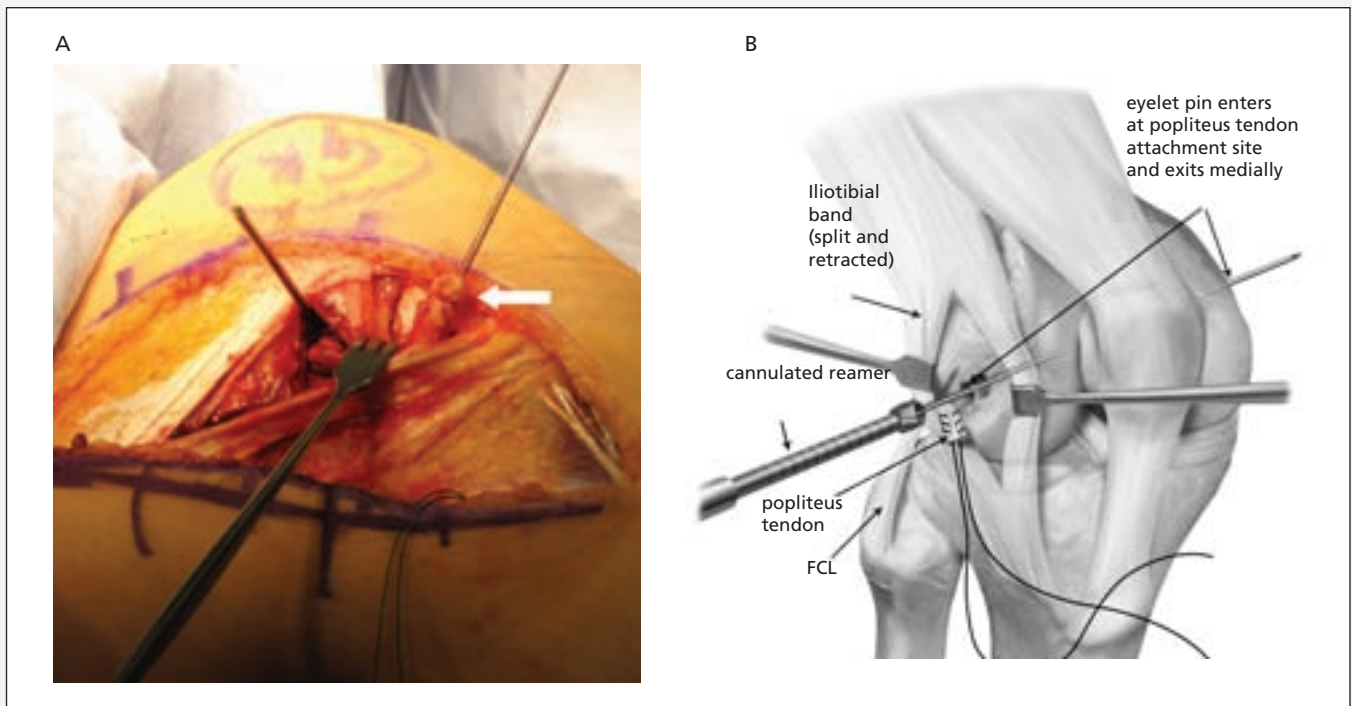 A
B
eyelet pin enters
at popliteus tendon
attachment site
and exits medially
Iliotibial
band
(split and
retracted)
cannulated reamer
popliteus
tendon
FCL